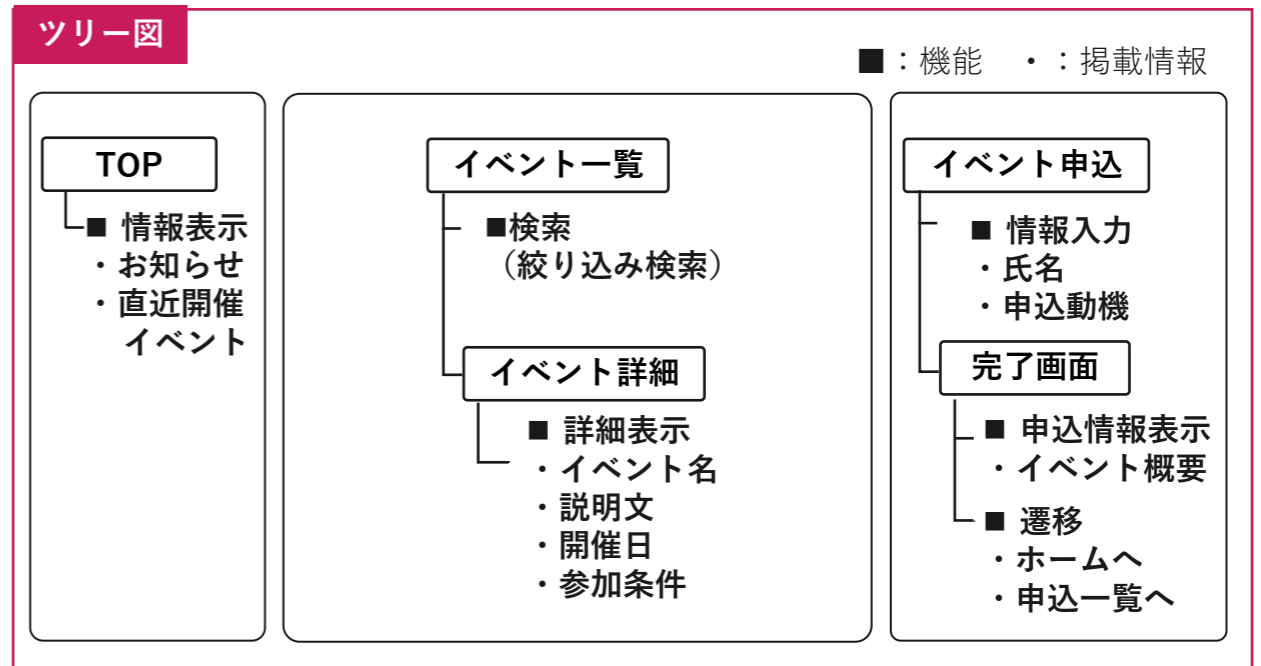 ツリー図
■：機能　・：掲載情報
TOP
■ 情報表示
・お知らせ
・直近開催
イベント
イベント一覧
■検索
（絞り込み検索）
イベント詳細
■ 詳細表示
・イベント名
・説明文
・開催日
・参加条件
イベント申込
■ 情報入力
・氏名
・申込動機
完了画面
■ 申込情報表示
・イベント概要
■ 遷移
・ホームへ
・申込一覧へ